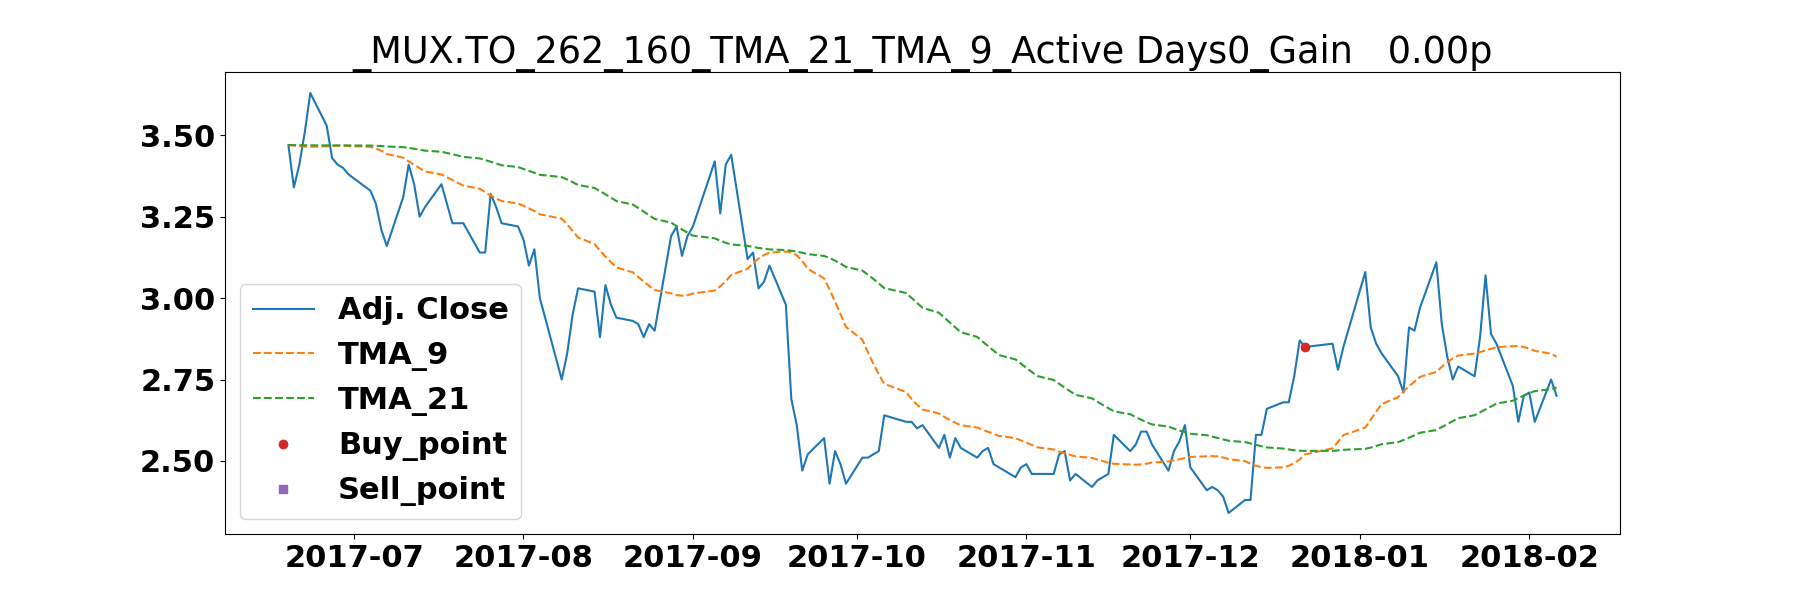 _MUX.TO_262_160_TMA_21_TMA_9_Active Days0_Gain   0.00p
3.50
3.25
3.00
2.75
2.50
Adj. Close
TMA_9
TMA_21
Buy_point
Sell_point
2017-07 2017-08 2017-09 2017-10 2017-11 2017-12 2018-01 2018-02